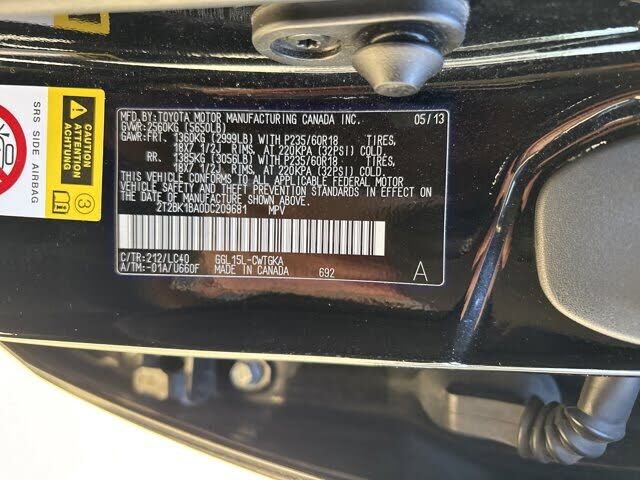 MFD.BY:TOYOTA MOTOR MANUFACTURING CANADA INC. 05/13
GVWR:2560KG (5650LB)
GAWR:FRT. 1360KG (2999LB) WITH P235/60R18 TIRES,
18X7 1/2J RIMS, AT 220KPA (32PSI) COLD.
RR. 1385KG (3056LB) WITH P235/60R18 TIRES,
18X7 1/2J RIMS, AT 220KPA (32PSI) COLD.
THIS VEHICLE CONFORMS TO ALL APPLICABLE FEDERAL MOTOR
VEHICLE SAFETY AND THEFT PREVENTION STANDARDS IN EFFECT ON
THE DATE OF MANUFACTURE SHOWN ABOVE.
2T2BK1BA0DC209681 MPV
C/TR:212/LC40 GGL15L-CWTGKA
A/TM:-01A/U660F MADE IN CANADA 692 A
SRS SIDE AIRBAG
CAUTION
ATTENTION
ACHTUNG
3